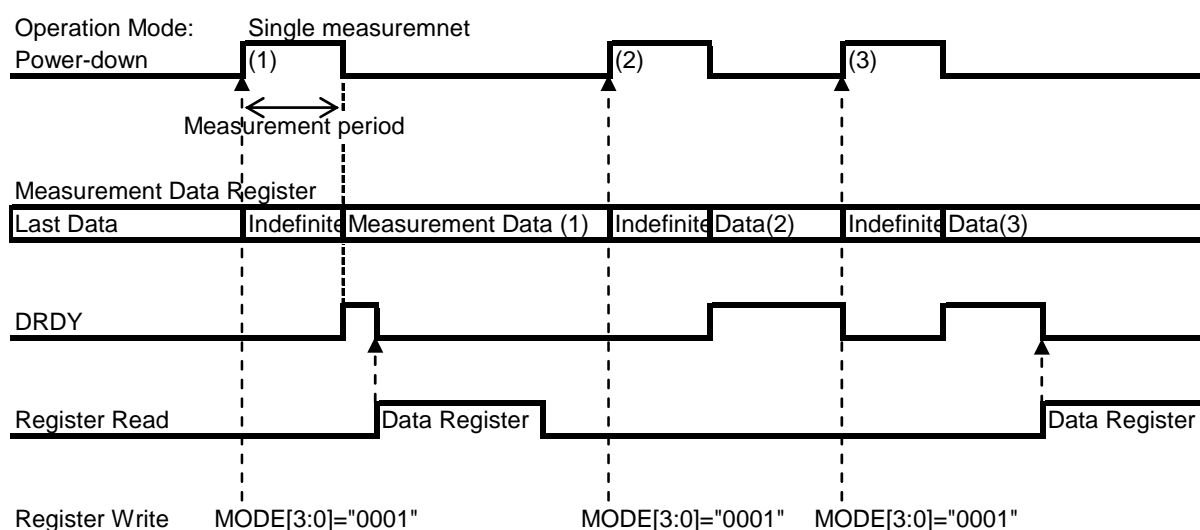 Operation Mode: Single measuremnet
Power-down (1) (2) (3)
Measurement period
Measurement Data Register
Last Data Indefinite Measurement Data (1) Indefinite Data(2) Indefinite Data(3)
DRDY
Register Read Data Register Data Register
Register Write MODE[3:0]="0001" MODE[3:0]="0001" MODE[3:0]="0001"